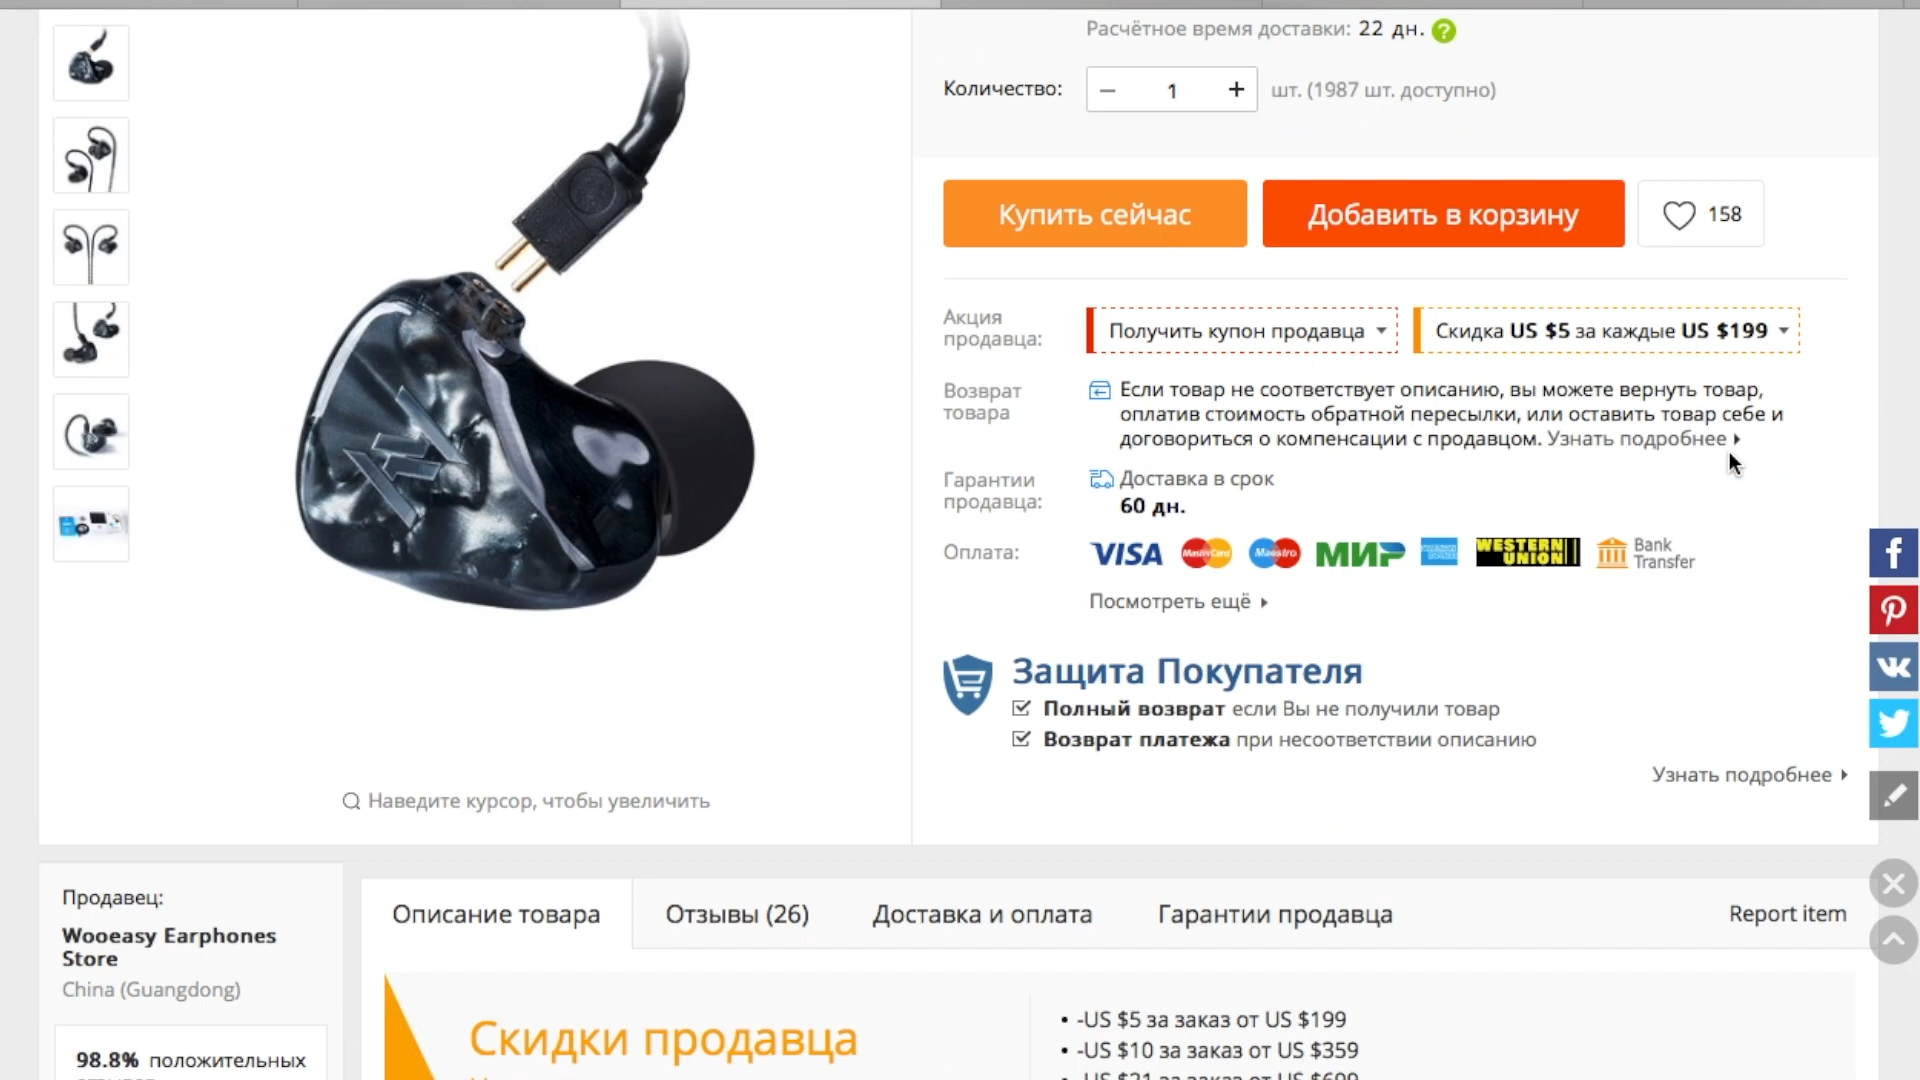 Расчётное время доставки: 22 дн. ?
Количество: − 1 + шт. (1987 шт. доступно)
Купить сейчас
Добавить в корзину
158
Акция
продавца:
Получить купон продавца
Скидка US $5 за каждые US $199
Возврат
товара
Если товар не соответствует описанию, вы можете вернуть товар,
оплатив стоимость обратной пересылки, или оставить товар себе и
договориться о компенсации с продавцом. Узнать подробнее
Гарантии
продавца:
Доставка в срок
60 дн.
Оплата:
VISA MasterCard Maestro МИР WESTERN UNION Bank Transfer
Посмотреть ещё
Защита Покупателя
Полный возврат если Вы не получили товар
Возврат платежа при несоответствии описанию
Узнать подробнее
Наведите курсор, чтобы увеличить
Продавец:
Wooeasy Earphones
Store
China (Guangdong)
98.8% положительных
Описание товара
Отзывы (26)
Доставка и оплата
Гарантии продавца
Report item
Скидки продавца
• -US $5 за заказ от US $199
• -US $10 за заказ от US $359